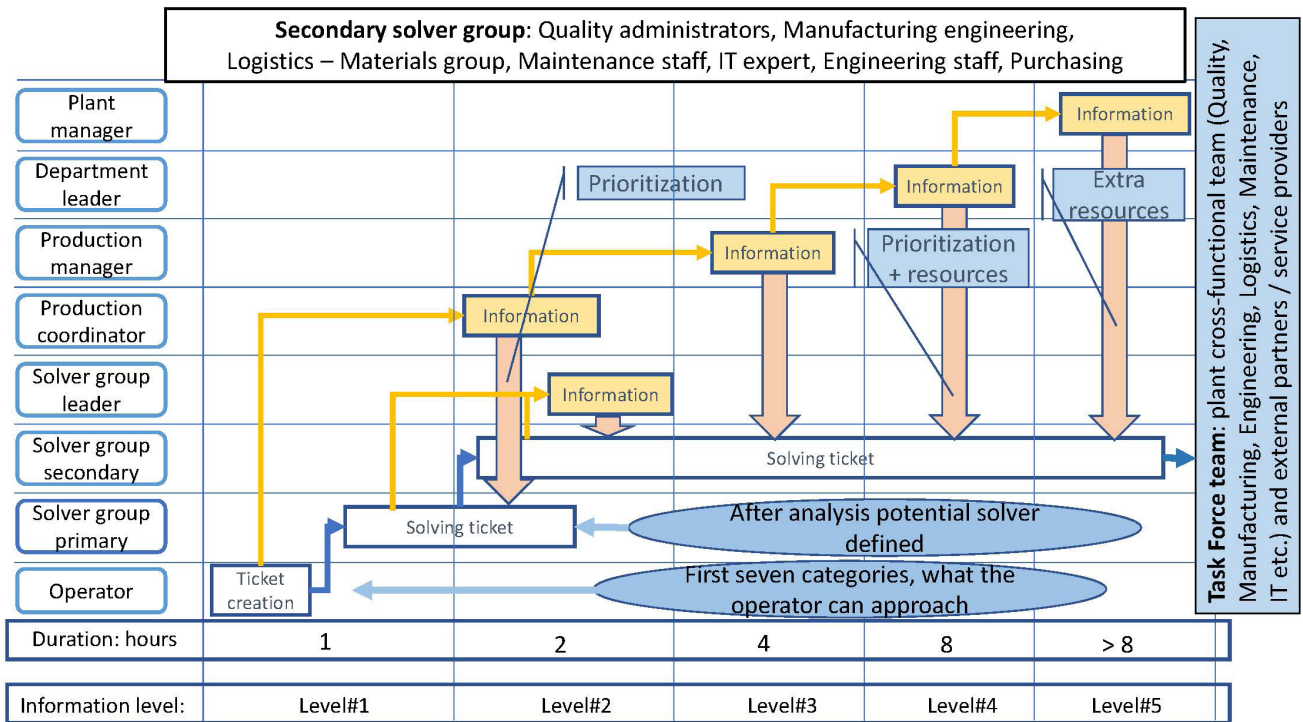 Secondary solver group: Quality administrators, Manufacturing engineering,
Logistics – Materials group, Maintenance staff, IT expert, Engineering staff, Purchasing
Task Force team: plant cross-functional team (Quality,
Manufacturing, Engineering, Logistics, Maintenance,
IT etc.) and external partners / service providers
Plant
manager
Information
Department
leader
Prioritization
Information
Extra
resources
Production
manager
Information
Prioritization
+ resources
Production
coordinator
Information
Solver group
leader
Information
Solver group
secondary
Solving ticket
Solver group
primary
Solving ticket
After analysis potential solver
defined
Operator
Ticket
creation
First seven categories, what the
operator can approach
Duration: hours
1
2
4
8
> 8
Information level:
Level#1
Level#2
Level#3
Level#4
Level#5